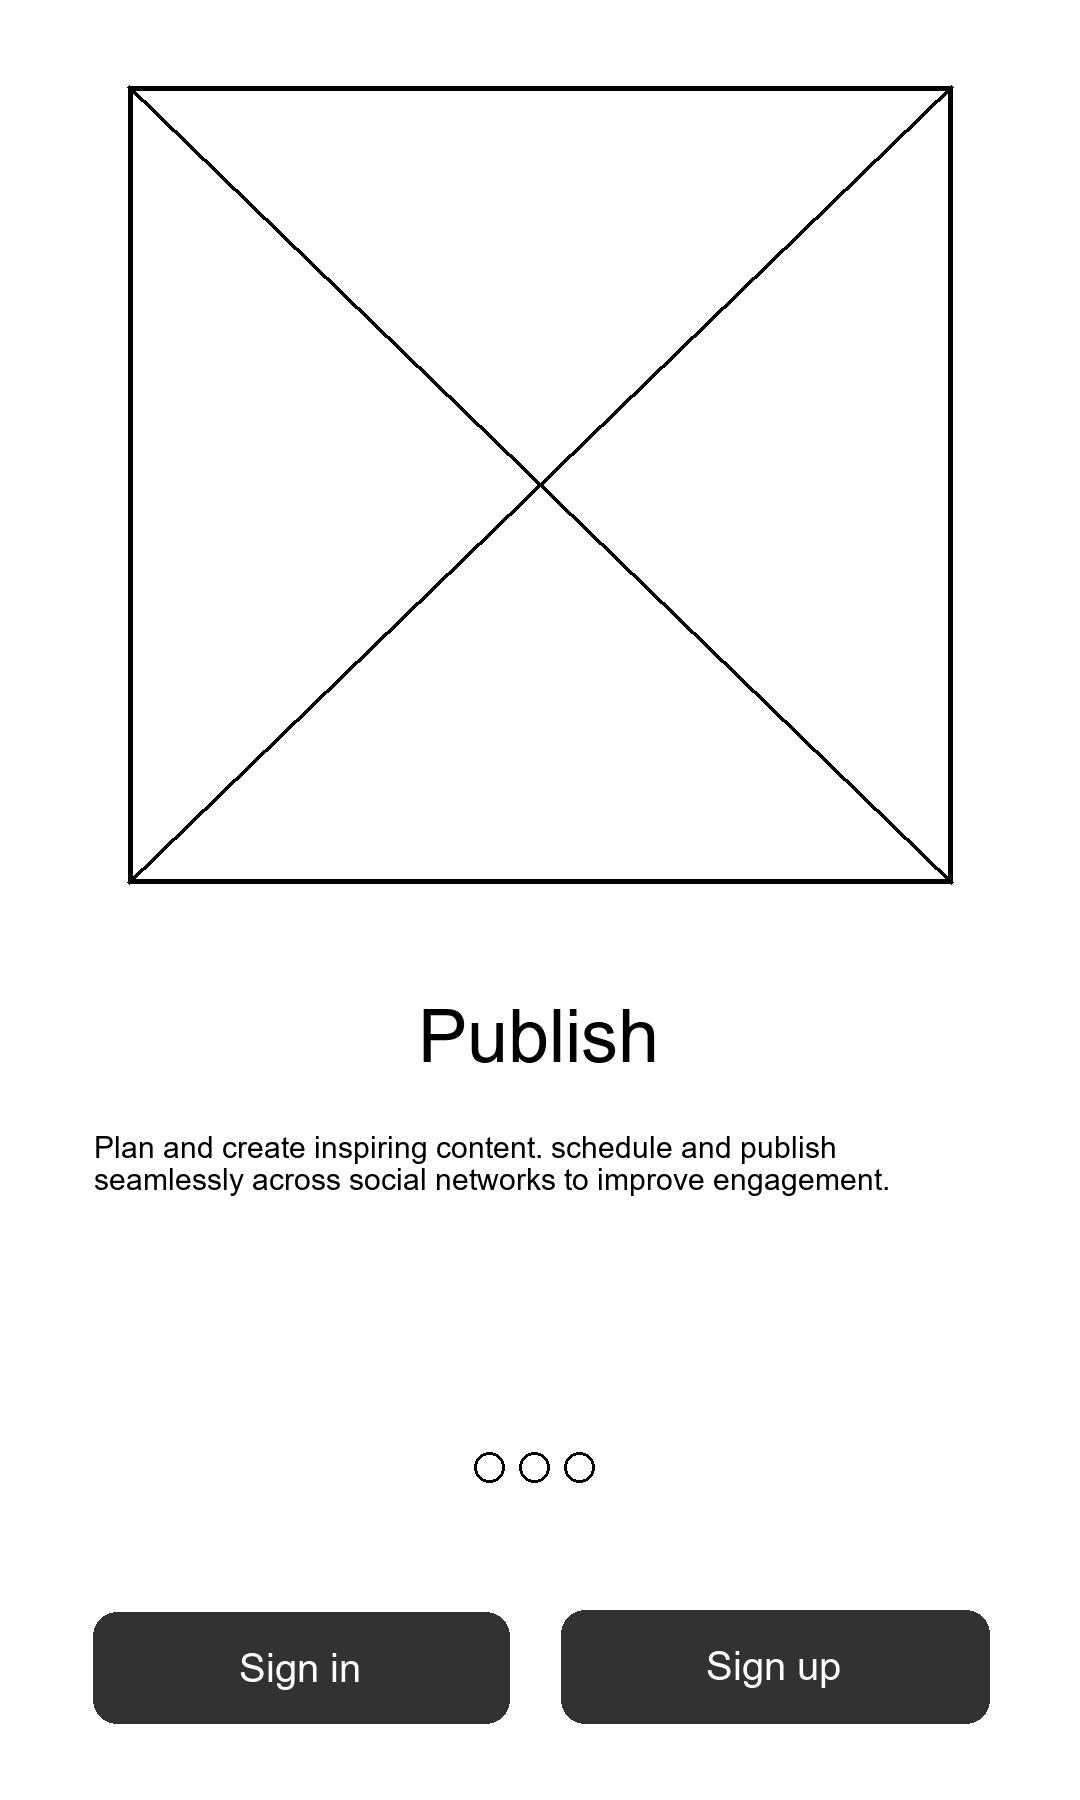 Publish
Plan and create inspiring content. schedule and publish
seamlessly across social networks to improve engagement.
Sign in
Sign up